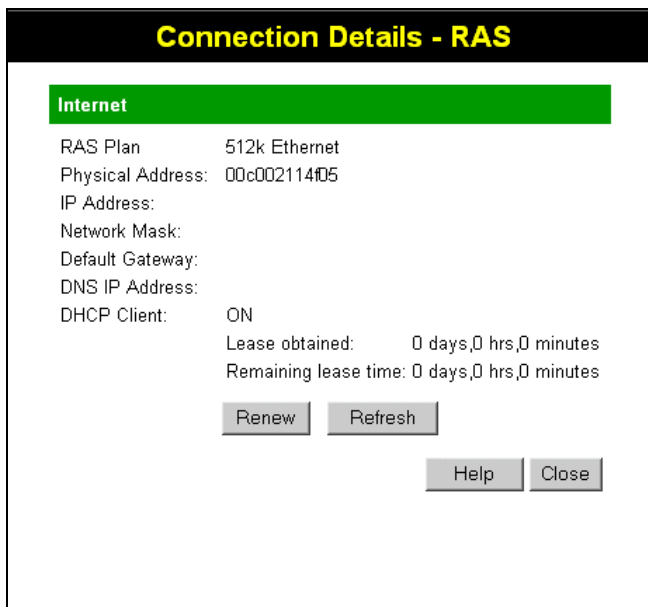 Connection Details - RAS
Internet
RAS Plan 512k Ethernet
Physical Address: 00c002114f05
IP Address:
Network Mask:
Default Gateway:
DNS IP Address:
DHCP Client: ON
Lease obtained: 0 days,0 hrs,0 minutes
Remaining lease time: 0 days,0 hrs,0 minutes
Renew Refresh
Help Close